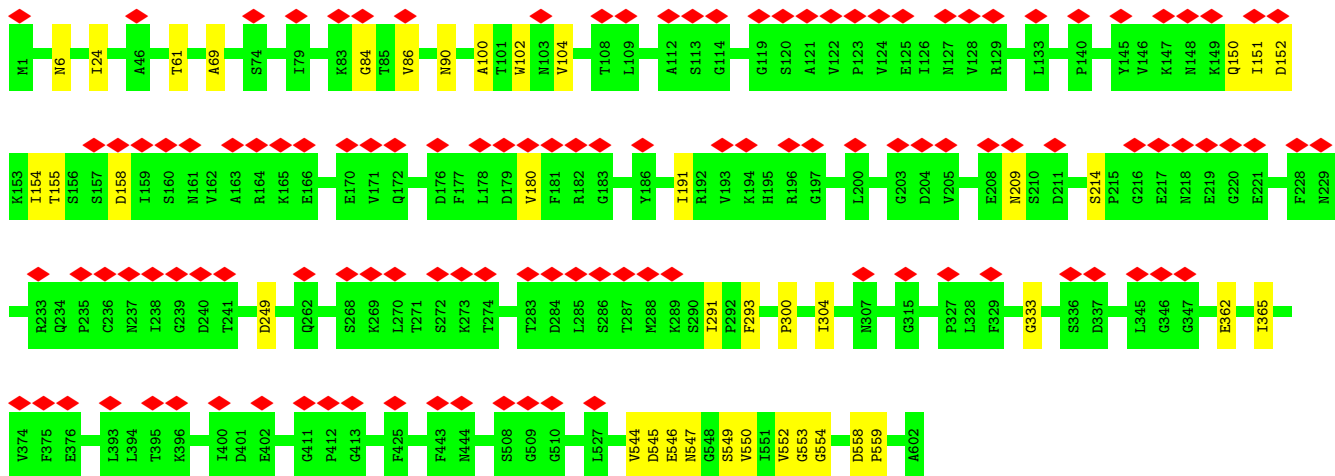 M1 N6 I24 A46 T61 A69 S74 I79 K83 G84 T85 V86 N90 A100 T101 W102 N103 V104 T108 L109 A112 S113 G114 G119 S120 A121 V122 P123 V124 E125 I126 N127 V128 R129 L133 P140 Y145 V146 K147 N148 K149 Q150 I151 D152
K153 I154 T155 S156 S157 D158 I159 S160 N161 V162 A163 R164 K165 E166 E170 V171 Q172 D176 F177 L178 D179 V180 F181 R182 G183 Y186 I191 R192 V193 K194 H195 R196 G197 L200 G203 D204 V205 E208 N209 S210 D211 S214 P215 G216 E217 N218 E219 G220 E221 F228 N229
R233 Q234 P235 C236 N237 I238 G239 D240 T241 D249 Q262 S268 K269 L270 T271 S272 K273 T274 T283 D284 L285 S286 T287 M288 K289 S290 I291 P292 F293 P300 I304 N307 G315 P327 L328 F329 G333 S336 D337 L345 G346 G347 E362 I365
V374 F375 E376 L393 L394 T395 K396 I400 D401 E402 G411 P412 G413 F425 F443 N444 S508 G509 G510 L527 V544 D545 E546 N547 G548 S549 V550 I551 V552 G553 G554 D558 P559 A602